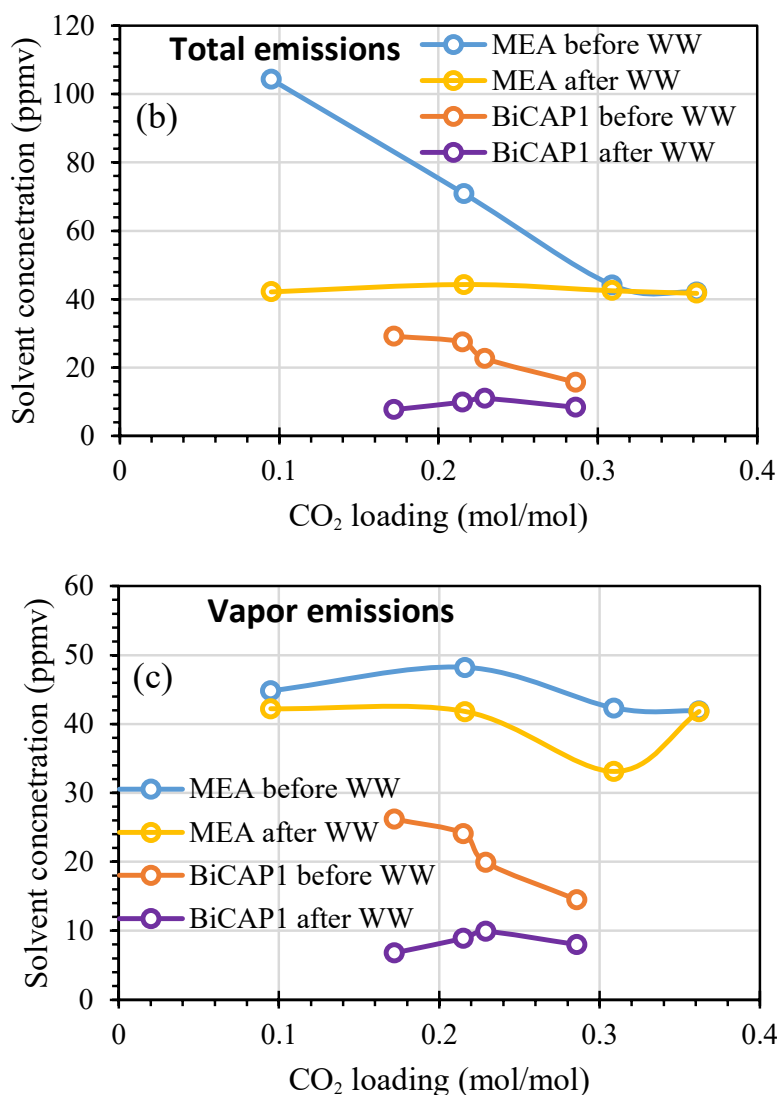 Total emissions
(b)
MEA before WW
MEA after WW
BiCAP1 before WW
BiCAP1 after WW
Solvent concnetration (ppmv)
120
100
80
60
40
20
0
0 0.1 0.2 0.3 0.4
CO₂ loading (mol/mol)
Vapor emissions
(c)
MEA before WW
MEA after WW
BiCAP1 before WW
BiCAP1 after WW
Solvent concnetration (ppmv)
60
50
40
30
20
10
0
0 0.1 0.2 0.3 0.4
CO₂ loading (mol/mol)